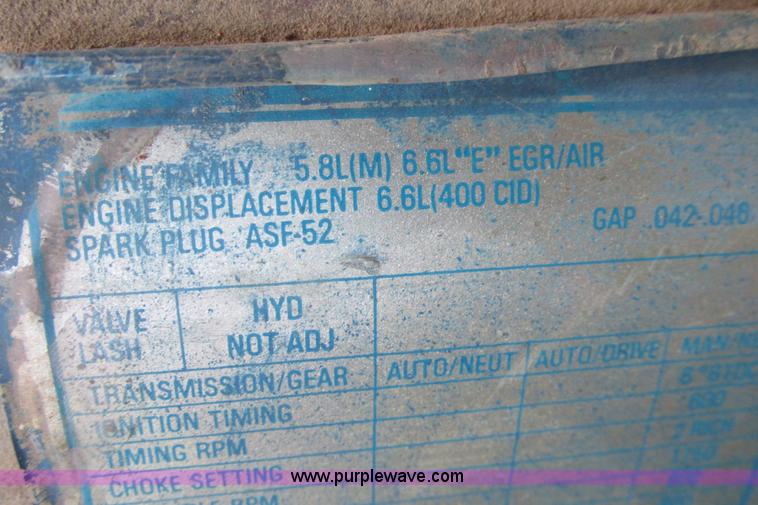 ENGINE FAMILY 5.8L(M) 6.6L"E" EGR/AIR
ENGINE DISPLACEMENT 6.6L(400 CID)
SPARK PLUG ASF-52 GAP .042-.046
VALVE LASH HYD NOT ADJ
TRANSMISSION/GEAR AUTO/NEUT AUTO/DRIVE
IGNITION TIMING
TIMING RPM
CHOKE SETTING
RPM
www.purplewave.com